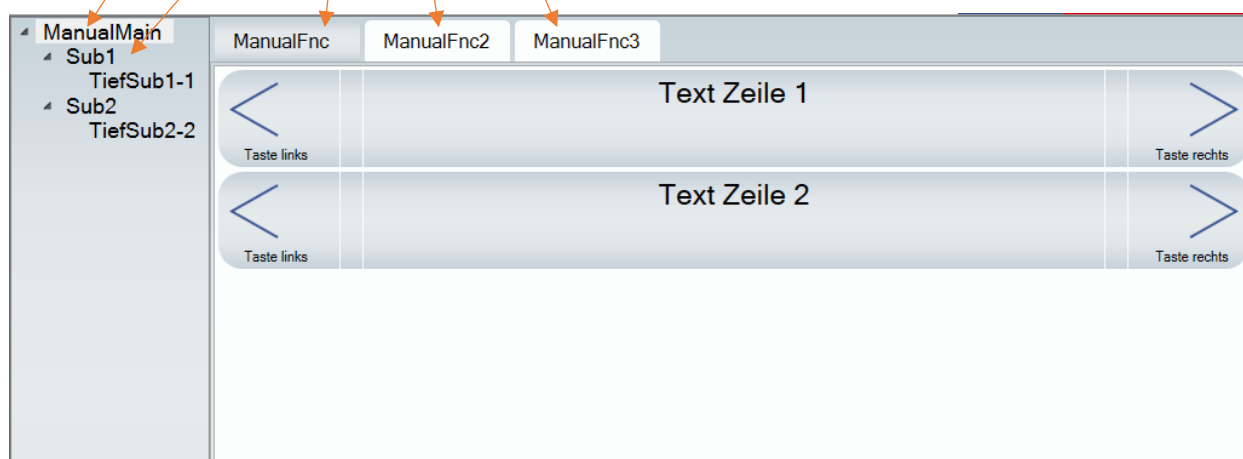 ManualMain
Sub1
TiefSub1-1
Sub2
TiefSub2-2
ManualFnc
ManualFnc2
ManualFnc3
Text Zeile 1
Taste links
Taste rechts
Text Zeile 2
Taste links
Taste rechts